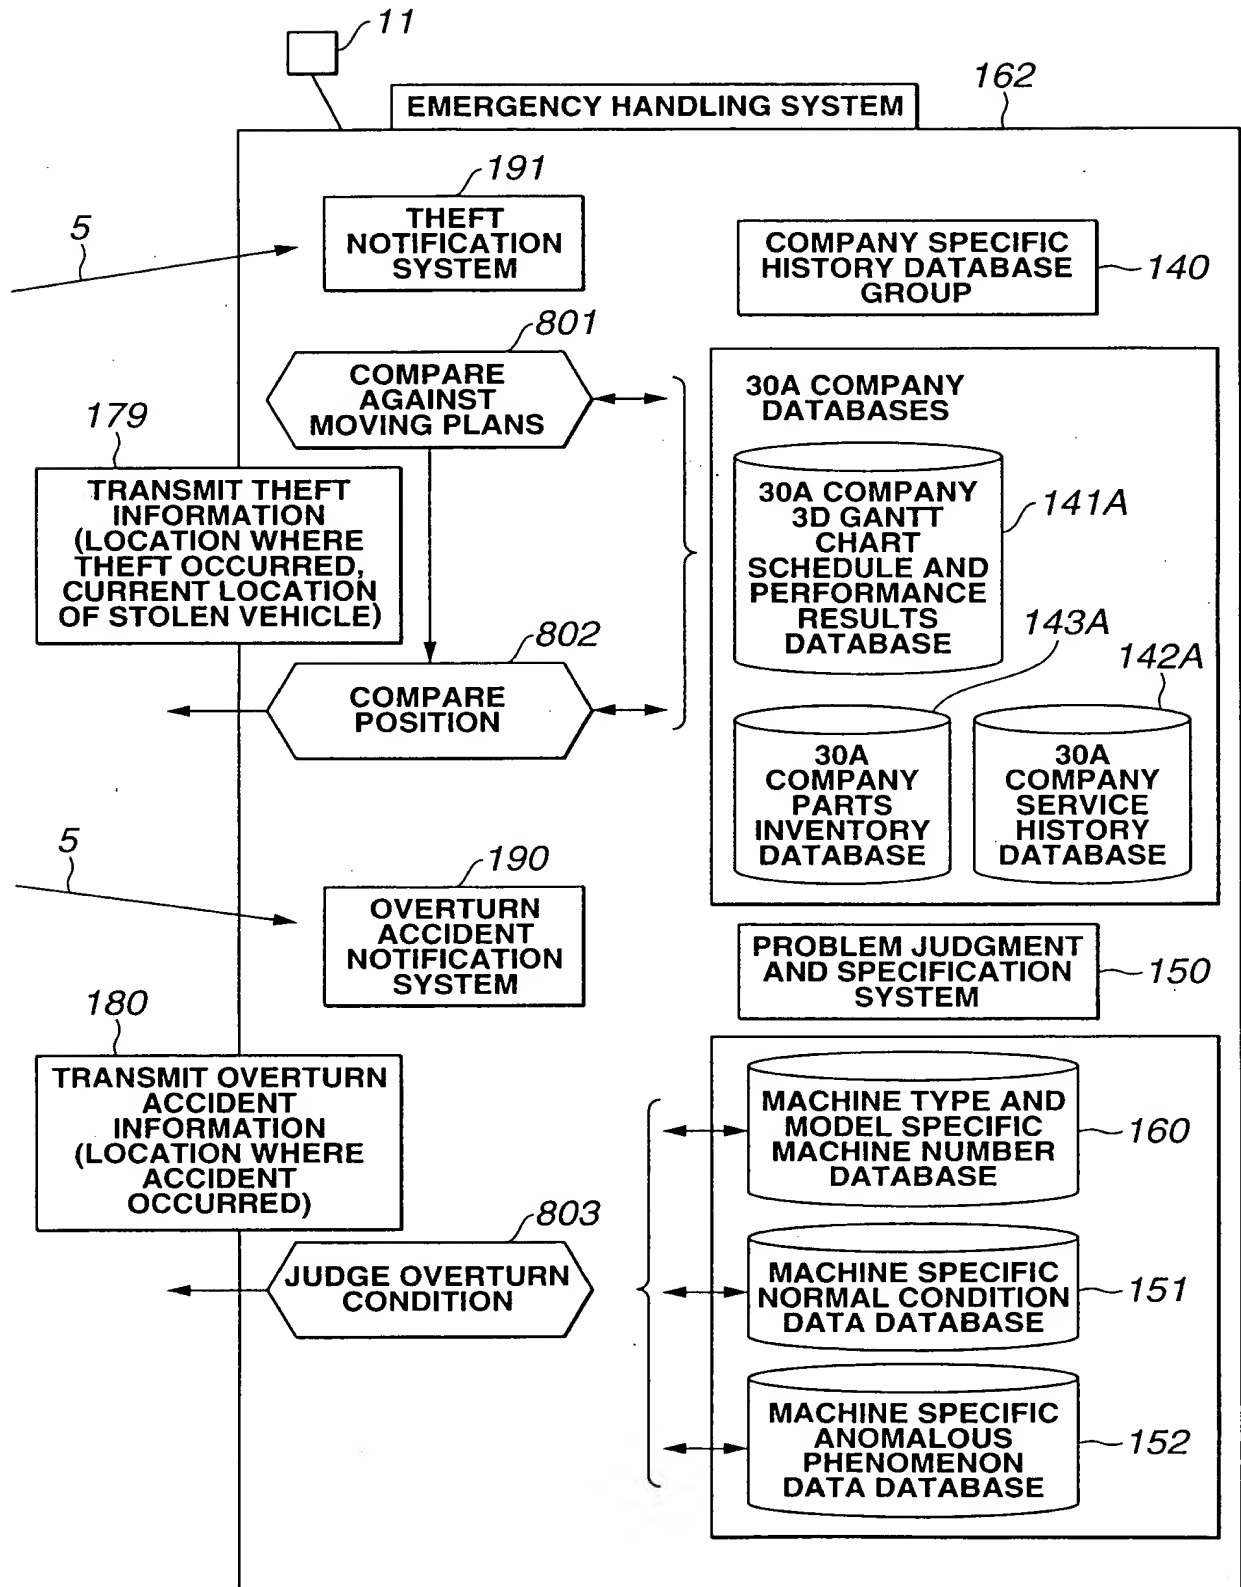 11
EMERGENCY HANDLING SYSTEM
162
191
THEFT
NOTIFICATION
SYSTEM
5
COMPANY SPECIFIC
HISTORY DATABASE
GROUP
140
801
COMPARE
AGAINST
MOVING PLANS
30A COMPANY
DATABASES
179
TRANSMIT THEFT
INFORMATION
(LOCATION WHERE
THEFT OCCURRED,
CURRENT LOCATION
OF STOLEN VEHICLE)
30A COMPANY
3D GANTT
CHART
SCHEDULE AND
PERFORMANCE
RESULTS
DATABASE
141A
802
COMPARE
POSITION
143A
142A
30A
COMPANY
PARTS
INVENTORY
DATABASE
30A
COMPANY
SERVICE
HISTORY
DATABASE
5
190
OVERTURN
ACCIDENT
NOTIFICATION
SYSTEM
PROBLEM JUDGMENT
AND SPECIFICATION
SYSTEM
150
180
TRANSMIT OVERTURN
ACCIDENT
INFORMATION
(LOCATION WHERE
ACCIDENT
OCCURRED)
MACHINE TYPE AND
MODEL SPECIFIC
MACHINE NUMBER
DATABASE
160
803
JUDGE OVERTURN
CONDITION
MACHINE SPECIFIC
NORMAL CONDITION
DATA DATABASE
151
MACHINE SPECIFIC
ANOMALOUS
PHENOMENON
DATA DATABASE
152